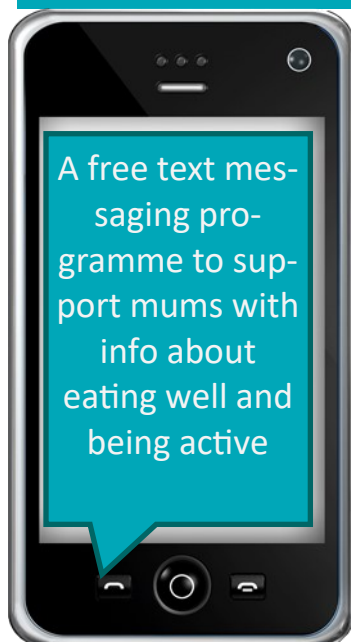 A free text mes-
saging pro-
gramme to sup-
port mums with
info about
eating well and
being active